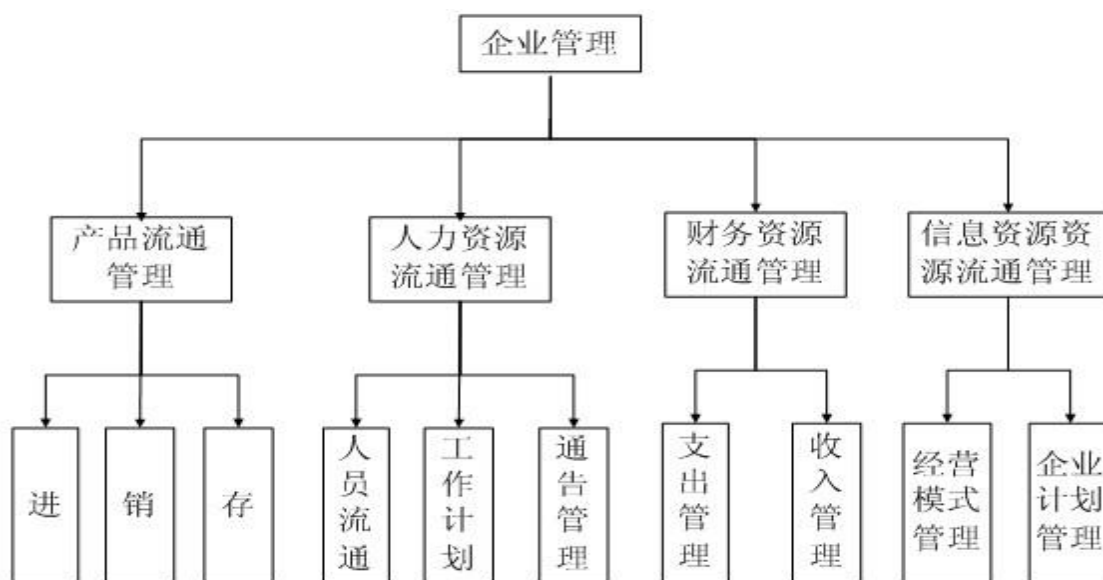 企业管理
产品流通
管理
人力资源
流通管理
财务资源
流通管理
信息资源资
源流通管理
进
销
存
人员流通
工作计划
通告管理
支出管理
收入管理
经营
模式
管理
企业
计划
管理